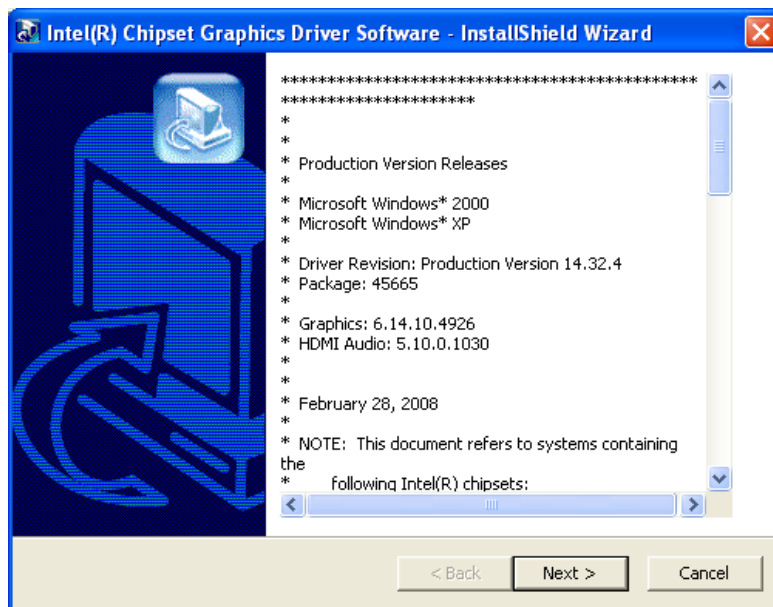 Intel(R) Chipset Graphics Driver Software - InstallShield Wizard
*********************************************
*********************
*
*
* Production Version Releases
*
* Microsoft Windows* 2000
* Microsoft Windows* XP
*
* Driver Revision: Production Version 14.32.4
* Package: 45665
*
* Graphics: 6.14.10.4926
* HDMI Audio: 5.10.0.1030
*
*
* February 28, 2008
*
* NOTE: This document refers to systems containing
the
* following Intel(R) chipsets:
< Back Next > Cancel